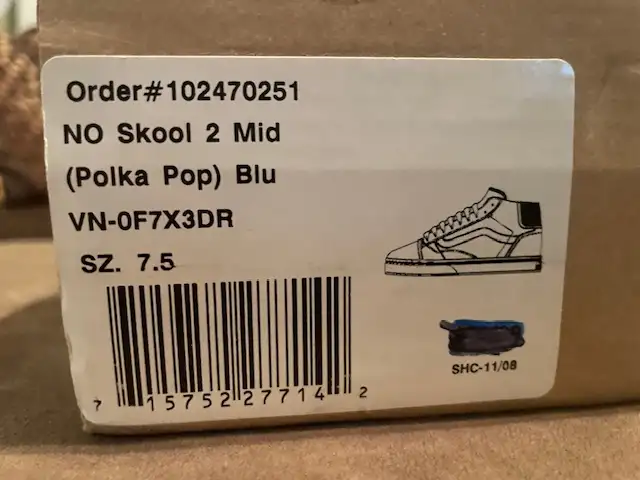 Order#102470251
NO Skool 2 Mid
(Polka Pop) Blu
VN-0F7X3DR
SZ. 7.5
SHC-11/08
7 15752 27714 2